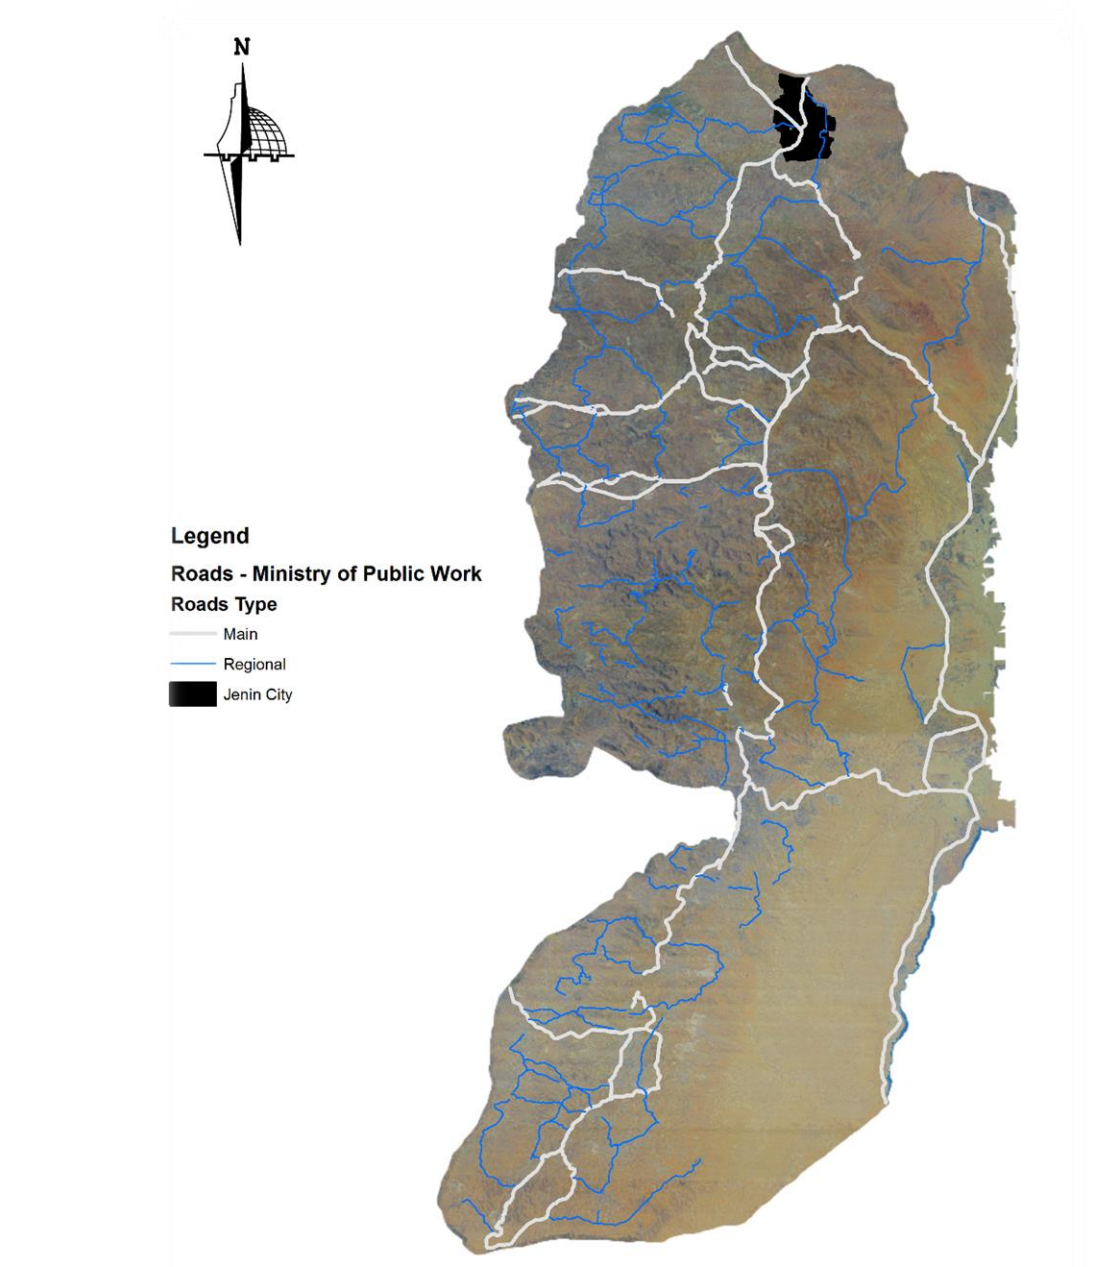 N
Legend
Roads - Ministry of Public Work
Roads Type
Main
Regional
Jenin City